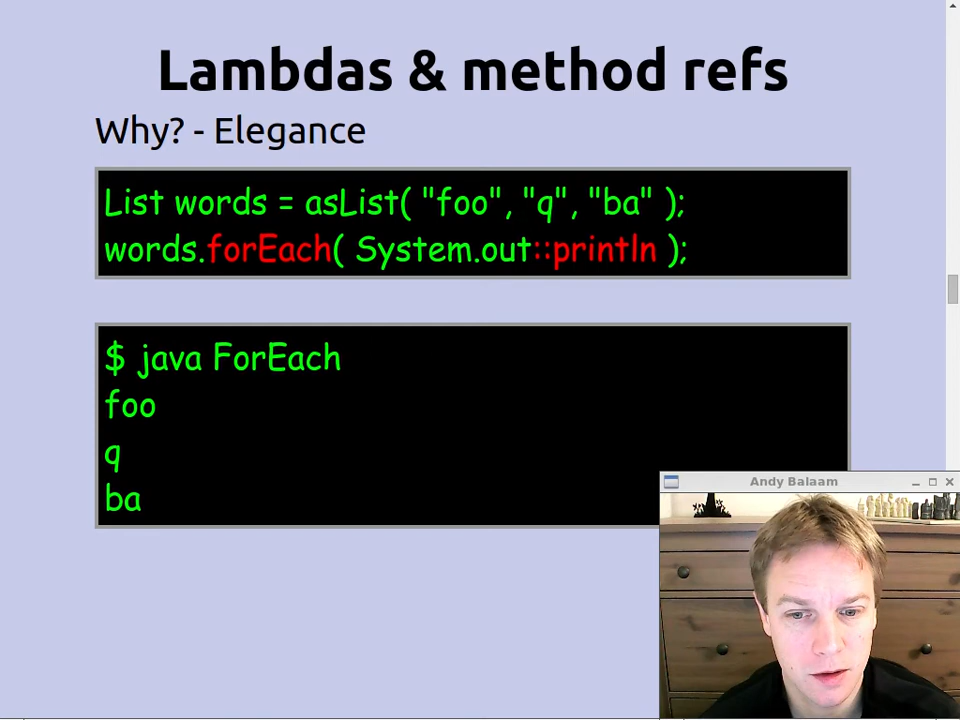 Lambdas & method refs
Why? - Elegance
List words = asList( "foo", "q", "ba" );
words.forEach( System.out::println );
$ java ForEach
foo
q
ba
Andy Balaam